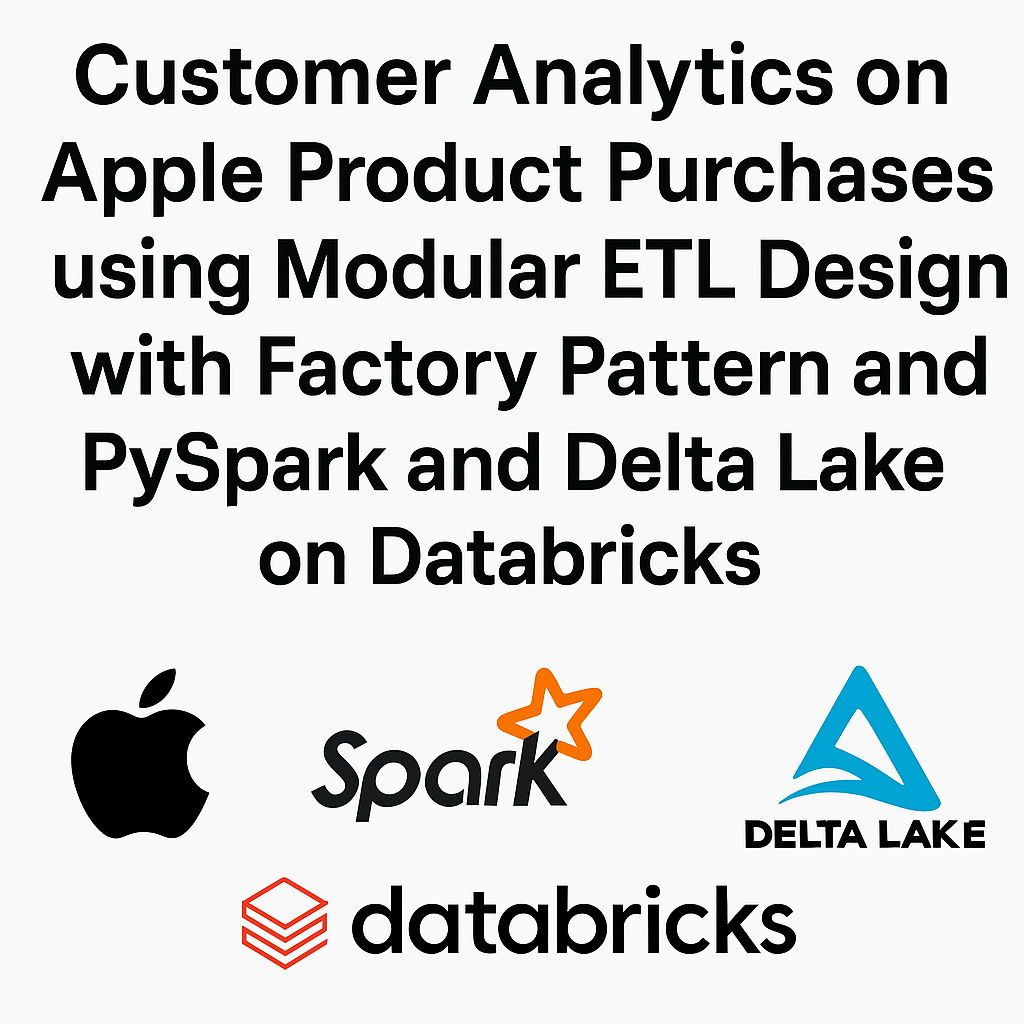 Customer Analytics on
Apple Product Purchases
using Modular ETL Design
with Factory Pattern and
PySpark and Delta Lake
on Databricks
Spark
DELTA LAKE
databricks